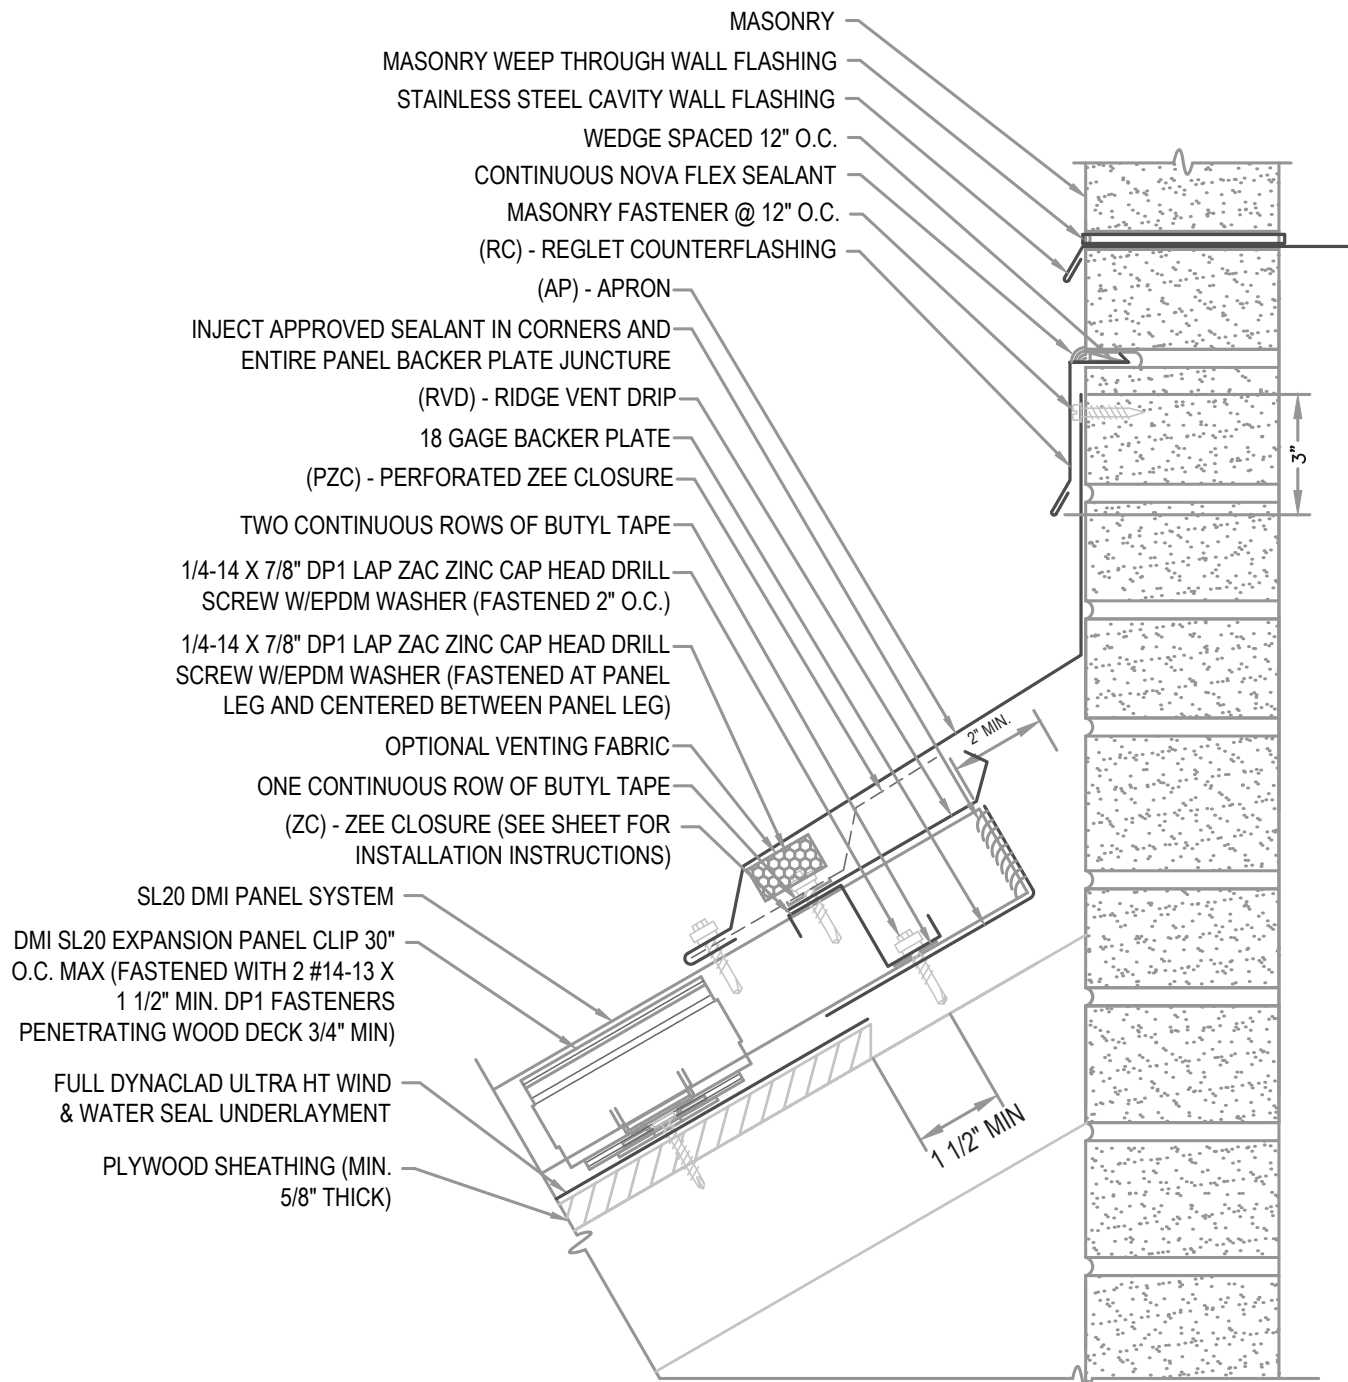 MASONRY
MASONRY WEEP THROUGH WALL FLASHING
STAINLESS STEEL CAVITY WALL FLASHING
WEDGE SPACED 12" O.C.
CONTINUOUS NOVA FLEX SEALANT
MASONRY FASTENER @ 12" O.C.
(RC) - REGLET COUNTERFLASHING
(AP) - APRON
INJECT APPROVED SEALANT IN CORNERS AND
ENTIRE PANEL BACKER PLATE JUNCTURE
(RVD) - RIDGE VENT DRIP
18 GAGE BACKER PLATE
(PZC) - PERFORATED ZEE CLOSURE
TWO CONTINUOUS ROWS OF BUTYL TAPE
1/4-14 X 7/8" DP1 LAP ZAC ZINC CAP HEAD DRILL
SCREW W/EPDM WASHER (FASTENED 2" O.C.)
1/4-14 X 7/8" DP1 LAP ZAC ZINC CAP HEAD DRILL
SCREW W/EPDM WASHER (FASTENED AT PANEL
LEG AND CENTERED BETWEEN PANEL LEG)
OPTIONAL VENTING FABRIC
ONE CONTINUOUS ROW OF BUTYL TAPE
(ZC) - ZEE CLOSURE (SEE SHEET FOR
INSTALLATION INSTRUCTIONS)
SL20 DMI PANEL SYSTEM
DMI SL20 EXPANSION PANEL CLIP 30"
O.C. MAX (FASTENED WITH 2 #14-13 X
1 1/2" MIN. DP1 FASTENERS
PENETRATING WOOD DECK 3/4" MIN)
FULL DYNACLAD ULTRA HT WIND
& WATER SEAL UNDERLAYMENT
PLYWOOD SHEATHING (MIN.
5/8" THICK)
3"
2" MIN.
1 1/2" MIN